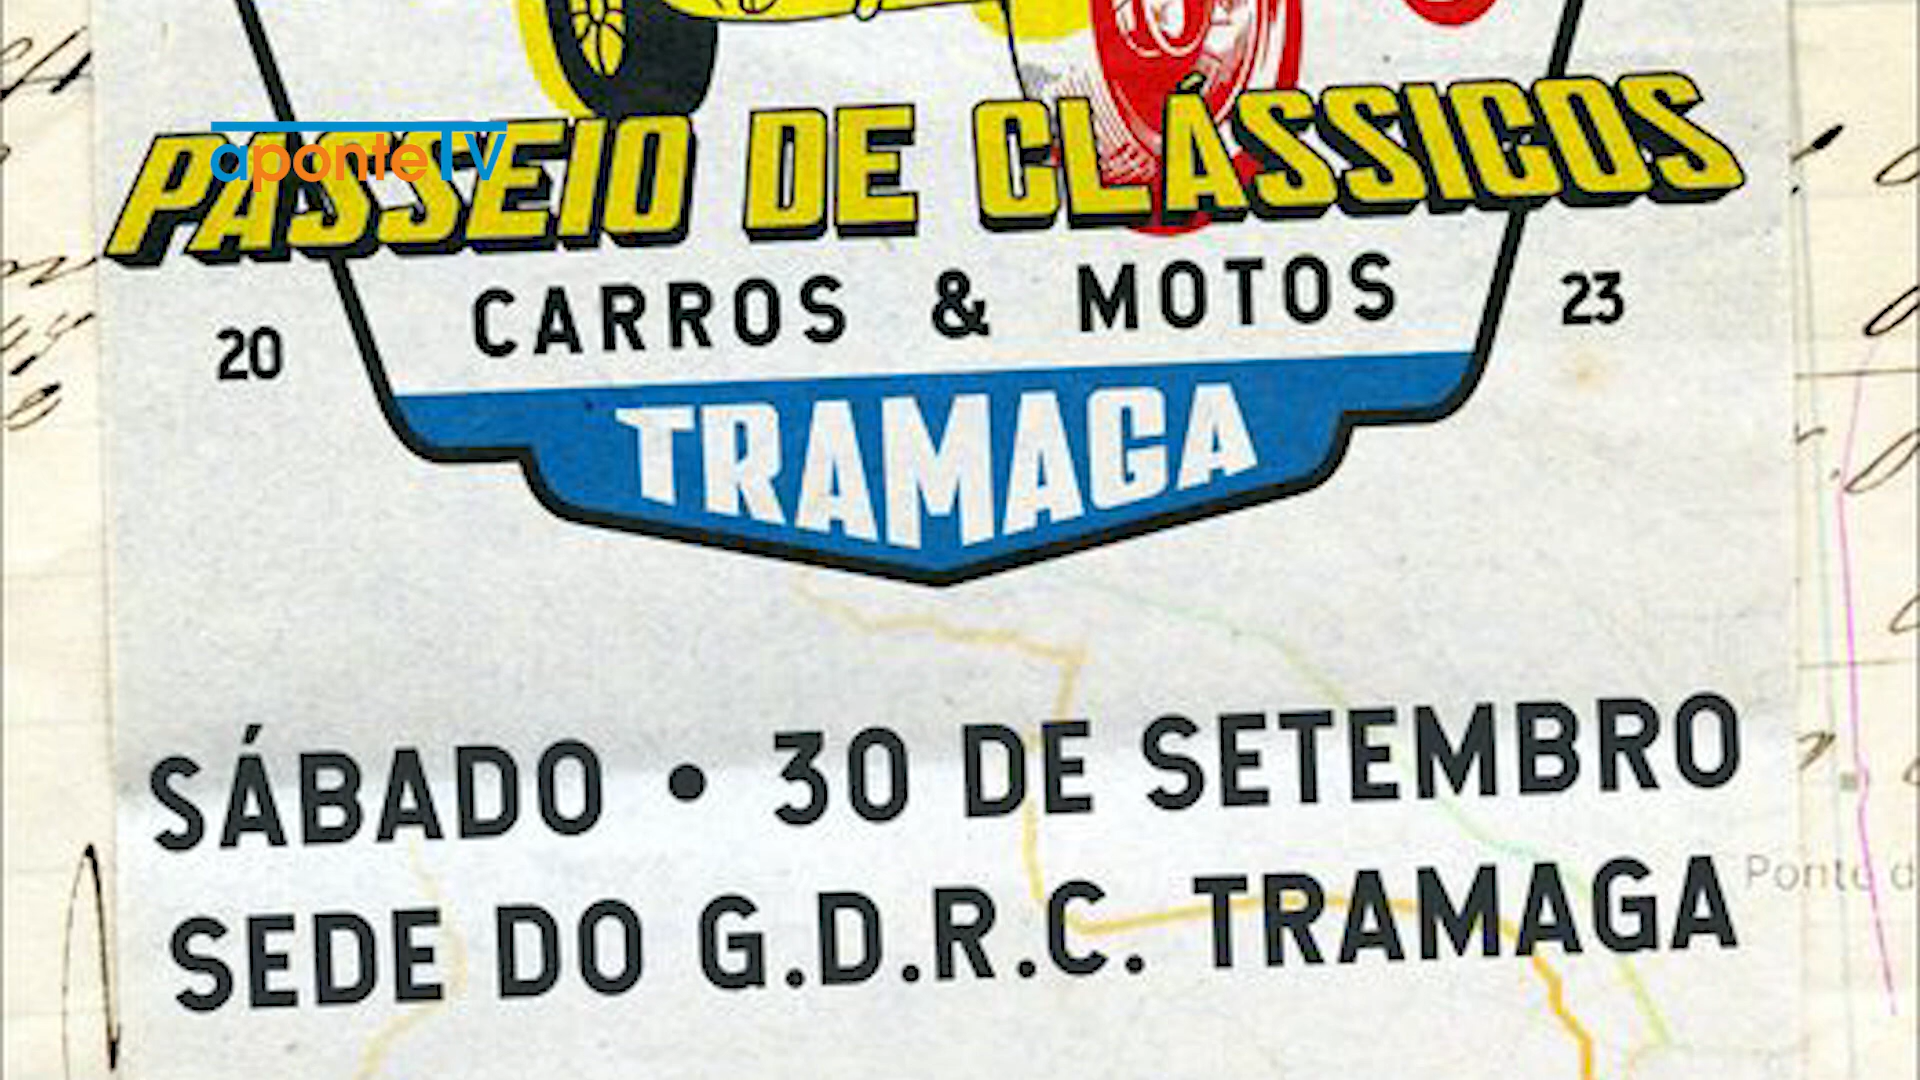 PASSEIO DE CLÁSSICOS
aponteTV
CARROS & MOTOS
20 23
TRAMAGA
SÁBADO • 30 DE SETEMBRO
SEDE DO G.D.R.C. TRAMAGA
Ponte d